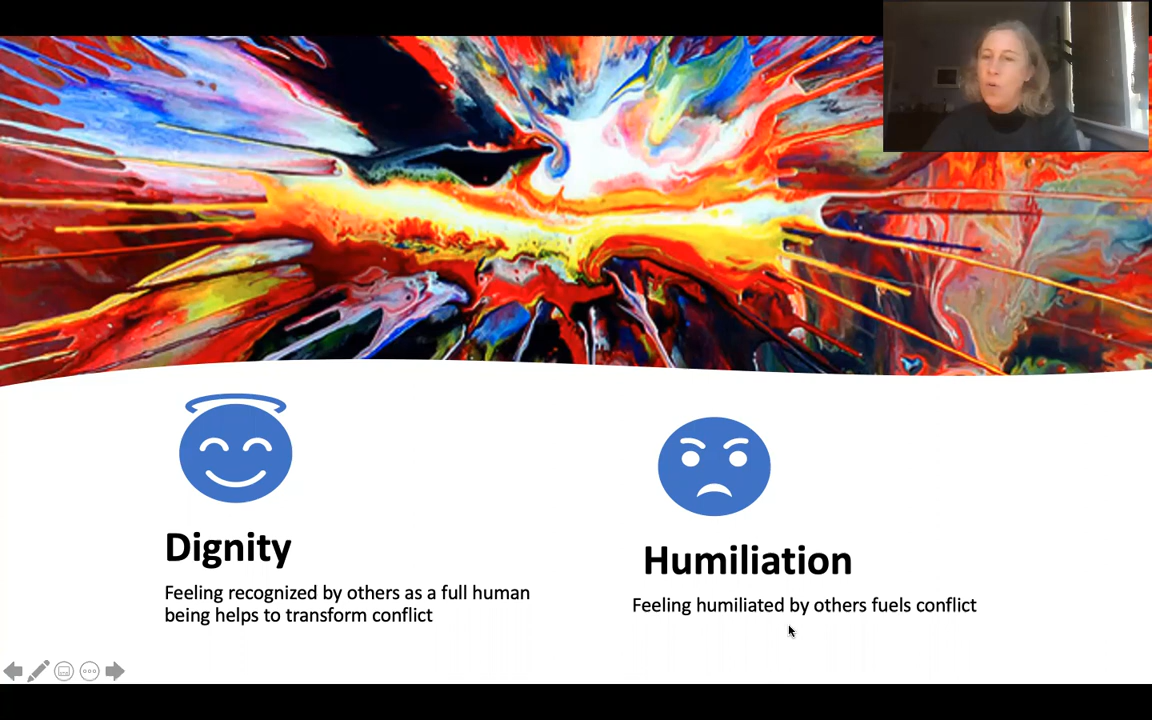 Dignity
Feeling recognized by others as a full human
being helps to transform conflict
Humiliation
Feeling humiliated by others fuels conflict